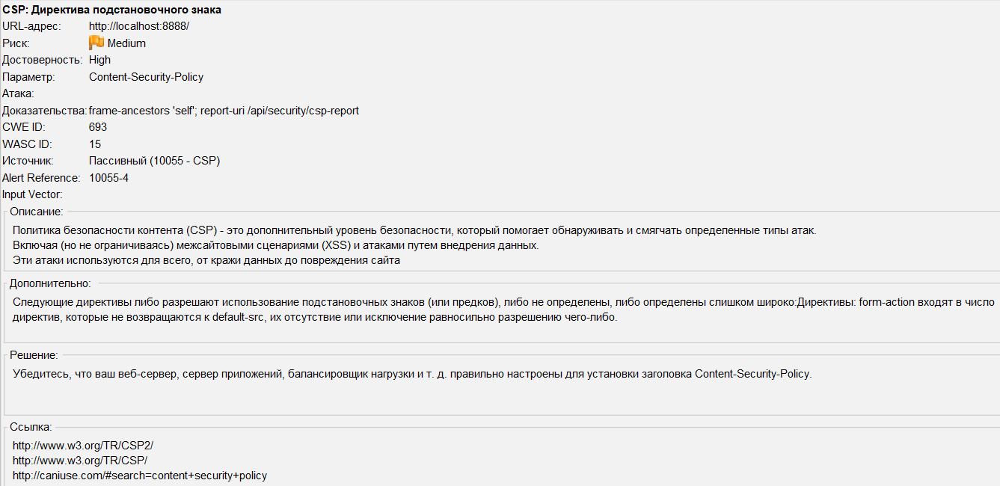 CSP: Директива подстановочного знака
URL-адрес: http://localhost:8888/
Риск: Medium
Достоверность: High
Параметр: Content-Security-Policy
Атака:
Доказательства: frame-ancestors 'self'; report-uri /api/security/csp-report
CWE ID: 693
WASC ID: 15
Источник: Пассивный (10055 - CSP)
Alert Reference: 10055-4
Input Vector:
Описание:
Политика безопасности контента (CSP) - это дополнительный уровень безопасности, который помогает обнаруживать и смягчать определенные типы атак.
Включая (но не ограничиваясь) межсайтовыми сценариями (XSS) и атаками путем внедрения данных.
Эти атаки используются для всего, от кражи данных до повреждения сайта
Дополнительно:
Следующие директивы либо разрешают использование подстановочных знаков (или предков), либо не определены, либо определены слишком широко:Директивы: form-action входят в число
директив, которые не возвращаются к default-src, их отсутствие или исключение равносильно разрешению чего-либо.
Решение:
Убедитесь, что ваш веб-сервер, сервер приложений, балансировщик нагрузки и т. д. правильно настроены для установки заголовка Content-Security-Policy.
Ссылка:
http://www.w3.org/TR/CSP2/
http://www.w3.org/TR/CSP/
http://caniuse.com/#search=content+security+policy